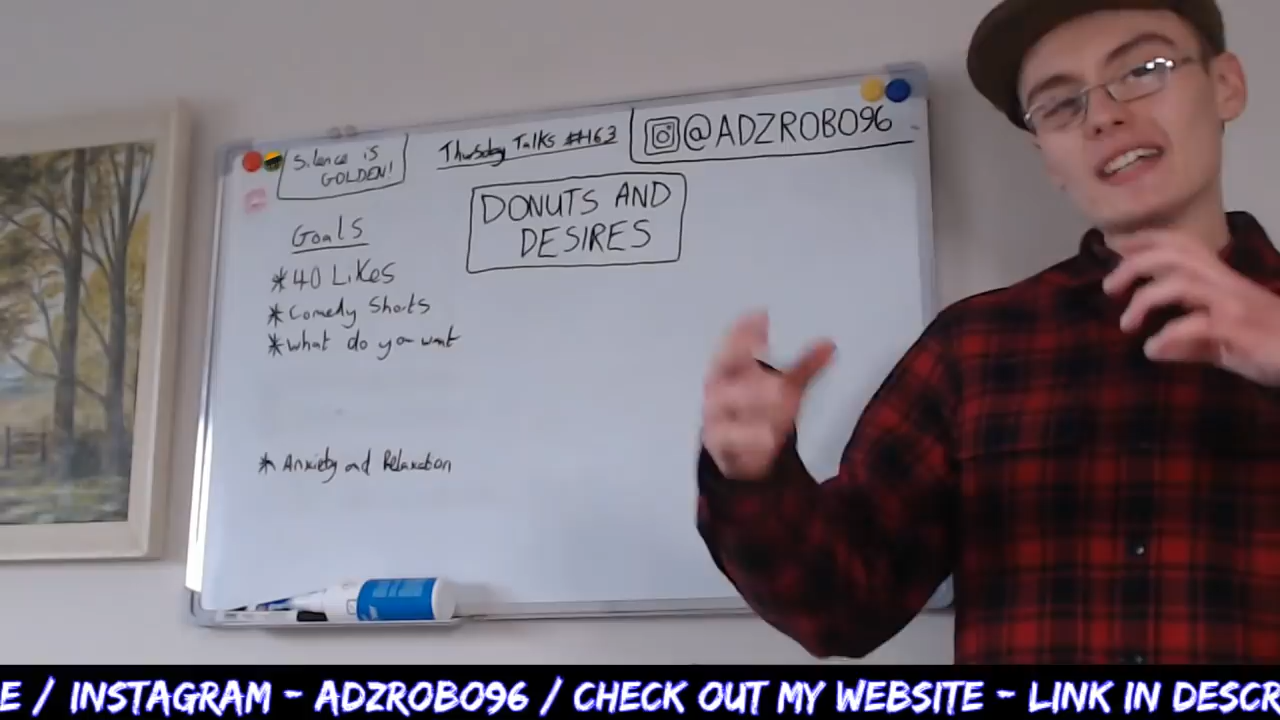 Silence is
GOLDEN!
Thursday Talks #163
@ADZROBO96
DONUTS AND
DESIRES
Goals
*40 Likes
*Comedy Shorts
*What do you want
* Anxiety and Relaxation
E / INSTAGRAM - ADZROBO96 / CHECK OUT MY WEBSITE - LINK IN DESCR